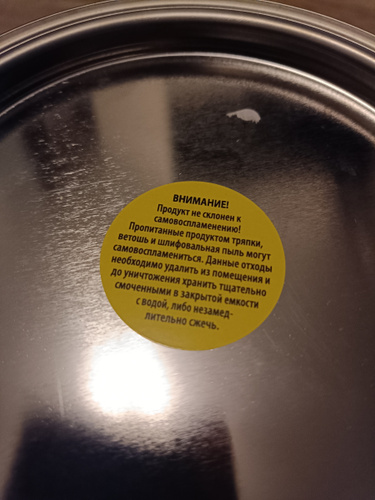 ВНИМАНИЕ!
Продукт не склонен к
самовоспламенению!
Пропитанные продуктом тряпки,
ветошь и шлифовальная пыль могут
самовоспламениться. Данные отходы
необходимо удалить из помещения и
до уничтожения хранить тщательно
смоченными в закрытой емкости
с водой, либо незамед-
лительно сжечь.